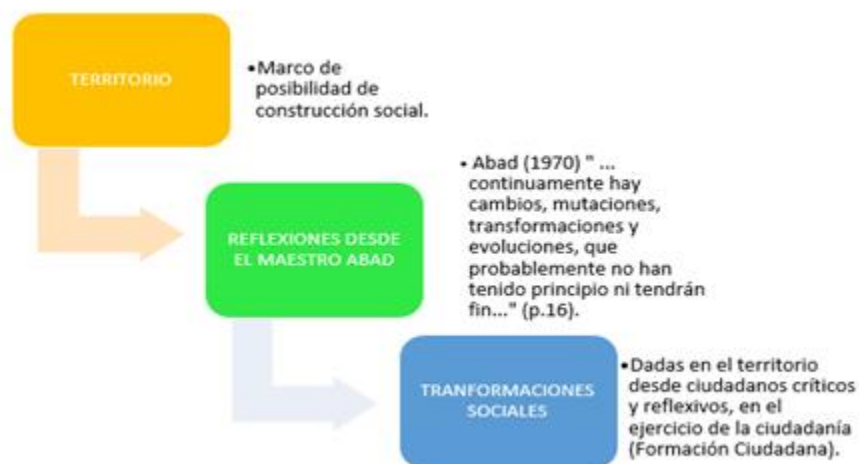 TERRITORIO
•Marco de
posibilidad de
construcción social.
REFLEXIONES DESDE
EL MAESTRO ABAD
• Abad (1970) " ...
continuamente hay
cambios, mutaciones,
transformaciones y
evoluciones, que
probablemente no han
tenido principio ni tendrán
fin..." (p.16).
TRANFORMACIONES
SOCIALES
•Dadas en el territorio
desde ciudadanos críticos
y reflexivos, en el
ejercicio de la ciudadanía
(Formación Ciudadana).